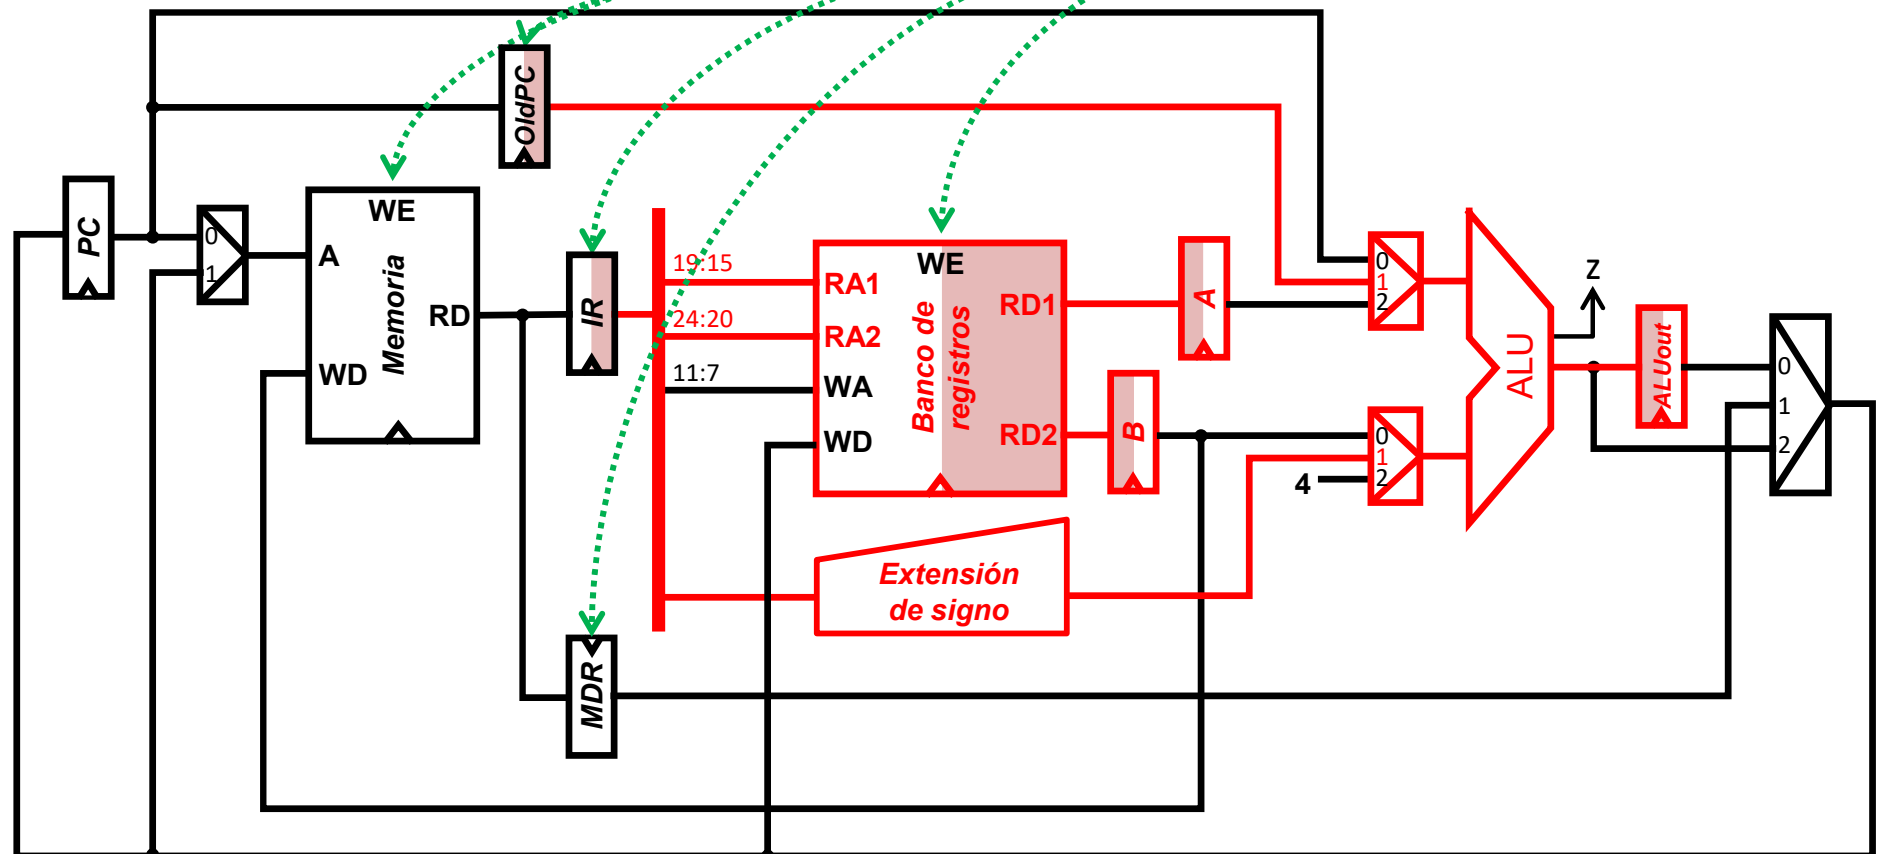 OldPC
PC
0
1
WE
A
Memoria
RD
WD
IR
19:15
24:20
11:7
WE
RA1
RA2
WA
WD
Banco de
registros
RD1
RD2
A
B
Extensión
de signo
MDR
0
1
2
0
1
2
4
ALU
Z
ALUout
0
1
2